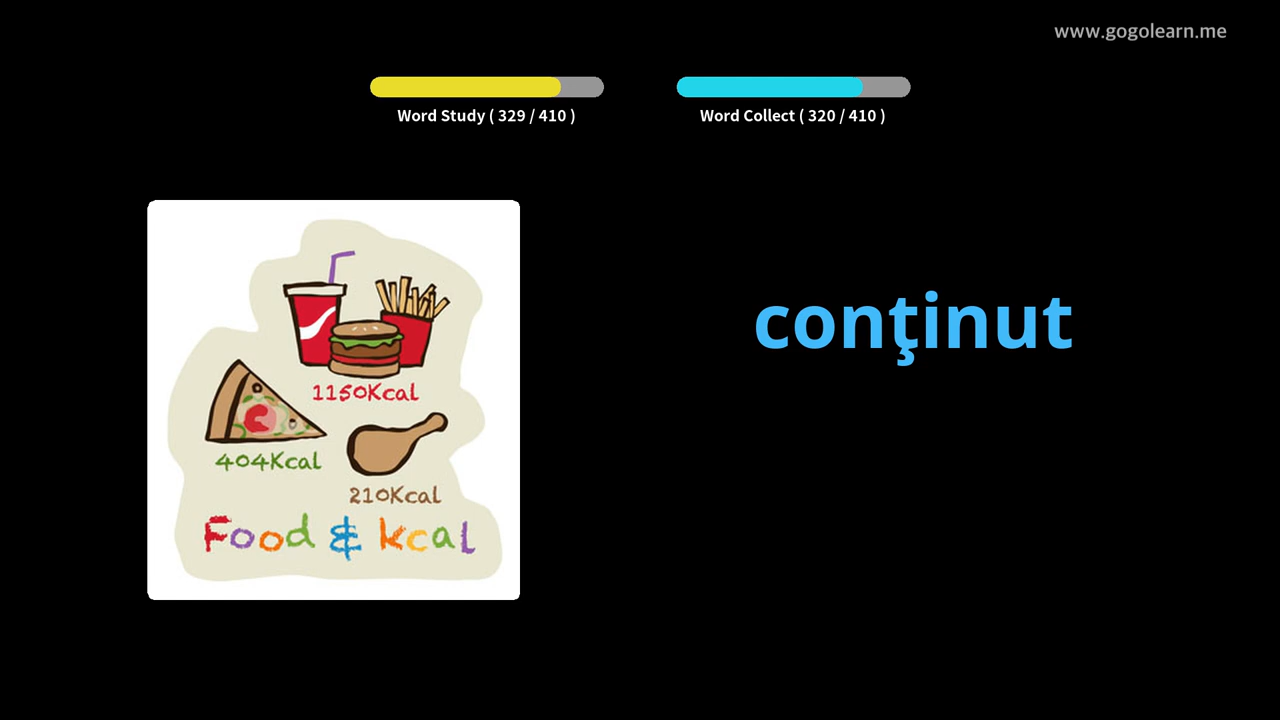 www.gogolearn.me
Word Study ( 329 / 410 )
Word Collect ( 320 / 410 )
conţinut
1150Kcal
404Kcal
210Kcal
Food & kcal